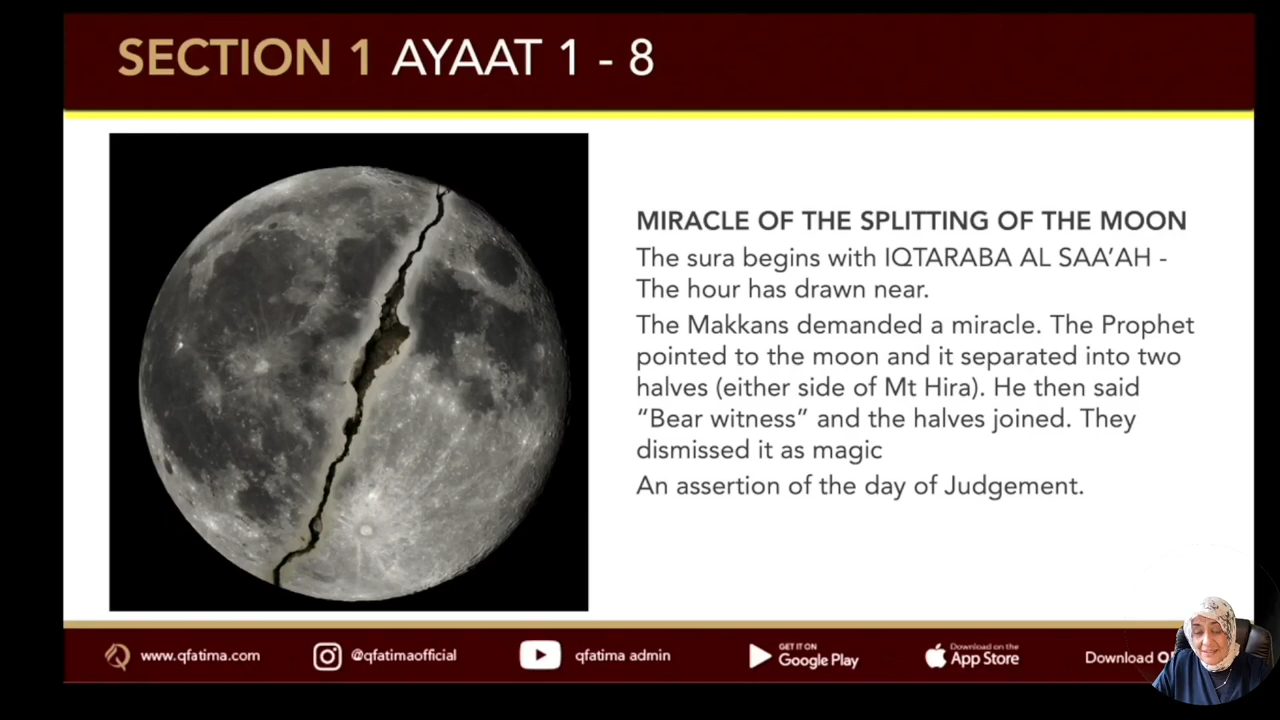 SECTION 1 AYAAT 1 - 8
MIRACLE OF THE SPLITTING OF THE MOON
The sura begins with IQTARABA AL SAA’AH -
The hour has drawn near.
The Makkans demanded a miracle. The Prophet
pointed to the moon and it separated into two
halves (either side of Mt Hira). He then said
“Bear witness” and the halves joined. They
dismissed it as magic
An assertion of the day of Judgement.
www.qfatima.com
@qfatimaofficial
qfatima admin
GET IT ON
Google Play
Download on the
App Store
Download